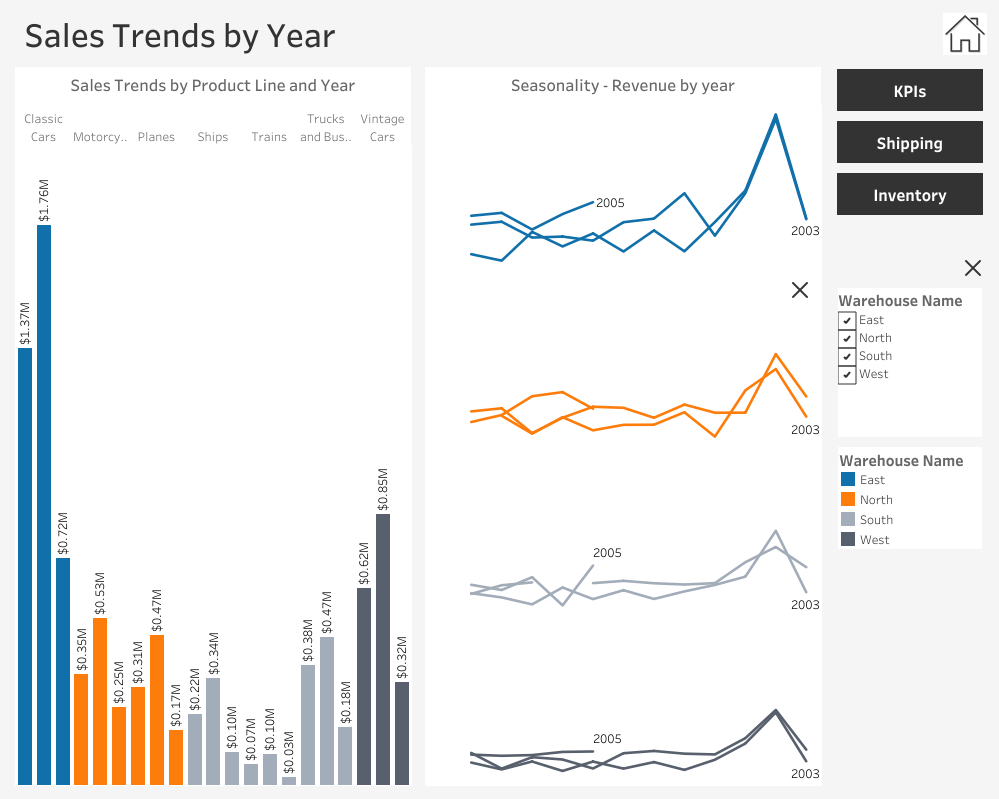 Sales Trends by Year
Sales Trends by Product Line and Year
Classic
Cars
Motorcy..
Planes
Ships
Trains
Trucks
and Bus..
Vintage
Cars
$1.37M
$1.76M
$0.72M
$0.35M
$0.53M
$0.25M
$0.31M
$0.47M
$0.17M
$0.22M
$0.34M
$0.10M
$0.07M
$0.10M
$0.03M
$0.38M
$0.47M
$0.18M
$0.62M
$0.85M
$0.32M
Seasonality - Revenue by year
2005
2003
2003
2005
2003
2005
2003
KPIs
Shipping
Inventory
Warehouse Name
East
North
South
West
Warehouse Name
East
North
South
West